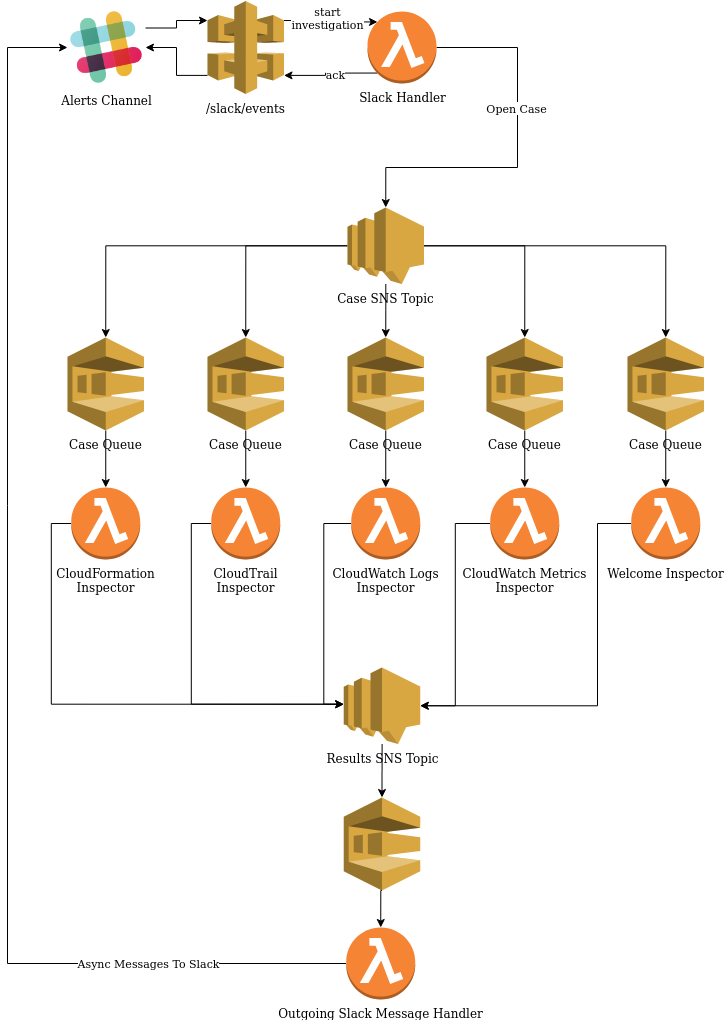 start
investigation
ack
Alerts Channel
/slack/events
Slack Handler
Open Case
Case SNS Topic
Case Queue
Case Queue
Case Queue
Case Queue
Case Queue
CloudFormation
Inspector
CloudTrail
Inspector
CloudWatch Logs
Inspector
CloudWatch Metrics
Inspector
Welcome Inspector
Results SNS Topic
Async Messages To Slack
Outgoing Slack Message Handler